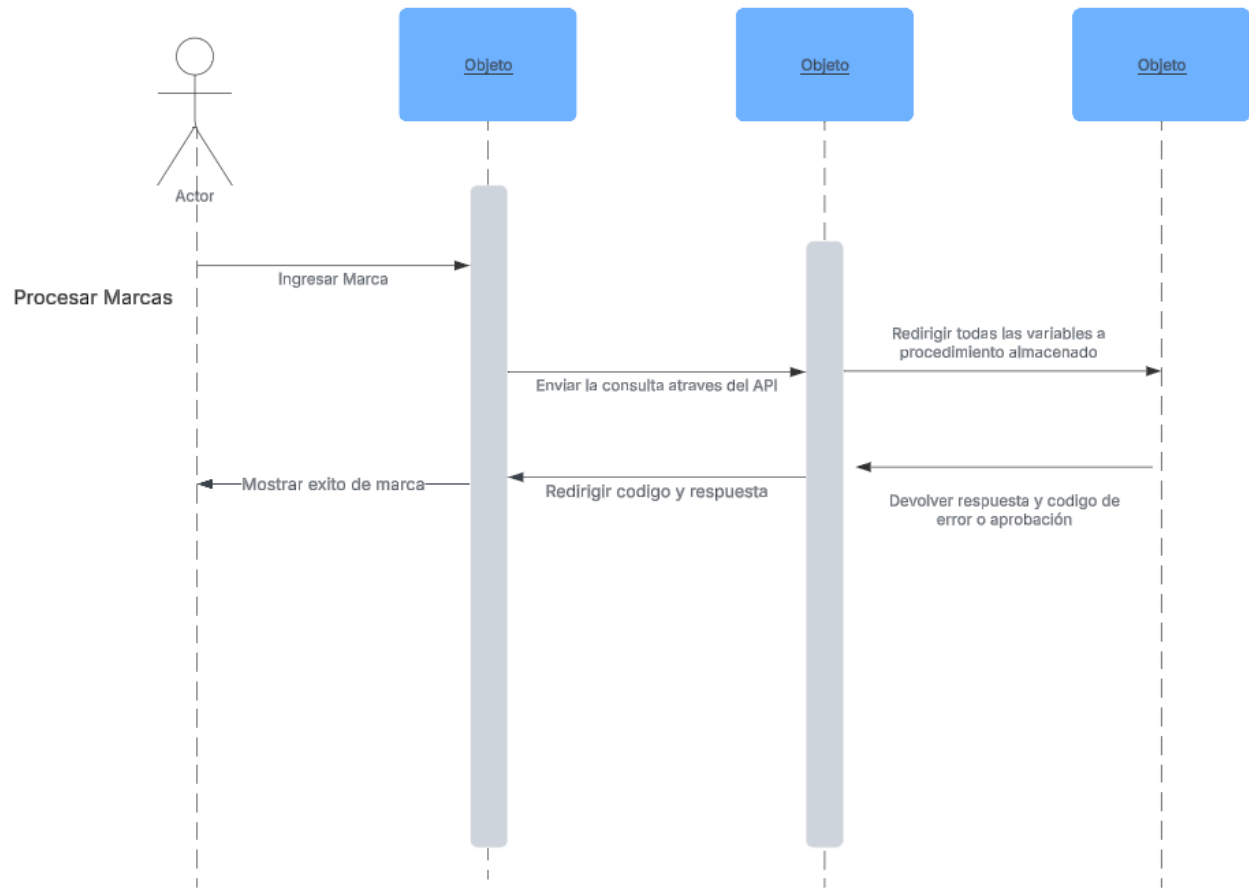 Objeto
Objeto
Objeto
Actor
Ingresar Marca
Procesar Marcas
Redirigir todas las variables a
procedimiento almacenado
Enviar la consulta atraves del API
Mostrar exito de marca
Redirigir codigo y respuesta
Devolver respuesta y codigo de
error o aprobación